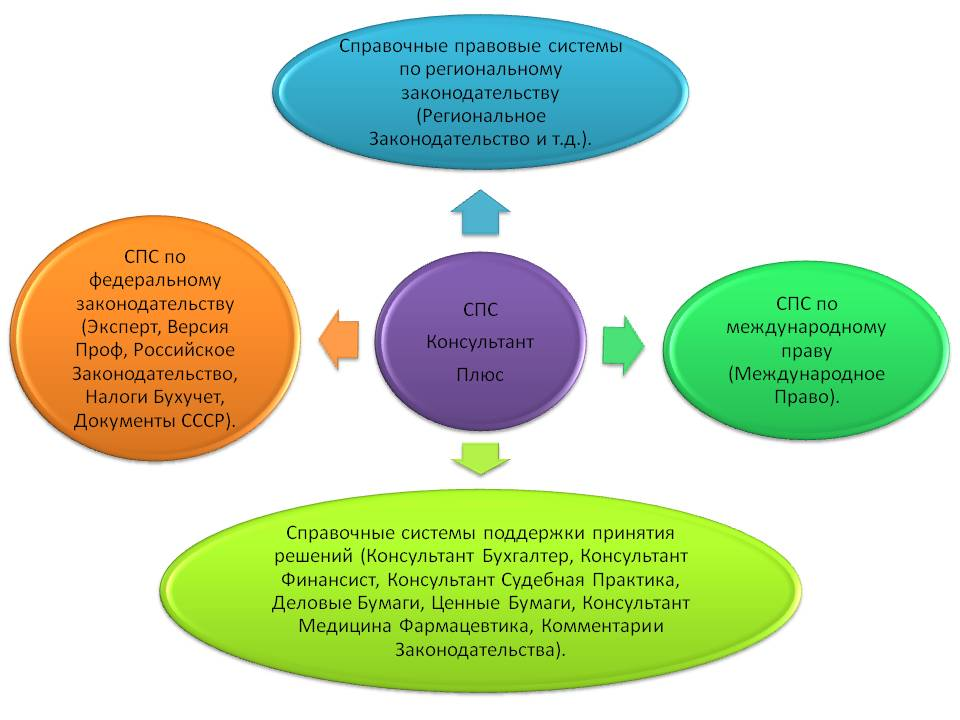 Справочные правовые системы
по региональному
законодательству
(Региональное
Законодательство и т.д.).
СПС по
федеральному
законодательству
(Эксперт, Версия
Проф, Российское
Законодательство,
Налоги Бухучет,
Документы СССР).
СПС
Консультант
Плюс
СПС по
международному
праву
(Международное
Право).
Справочные системы поддержки принятия
решений (Консультант Бухгалтер, Консультант
Финансист, Консультант Судебная Практика,
Деловые Бумаги, Ценные Бумаги, Консультант
Медицина Фармацевтика, Комментарии
Законодательства).